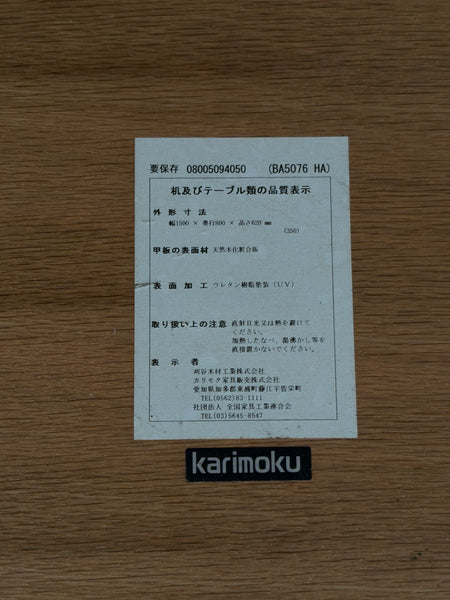 要保存 08005094050 (BA5076 HA)
机及びテーブル類の品質表示
外形寸法
幅1500 × 奥行800 × 高さ620 mm
(350)
甲板の表面材 天然木化粧合板
表面加工 ウレタン樹脂塗装(UV)
取り扱い上の注意 直射日光又は熱を避けて
ください。
加熱したなべ、湯沸かし等を
直接置かないでください。
表示者
刈谷木材工業株式会社
カリモク家具販売株式会社
愛知県知多郡東浦町藤江字皆栄町
TEL(0562)83-1111
社団法人 全国家具工業連合会
TEL(03)5645-8547
karimoku